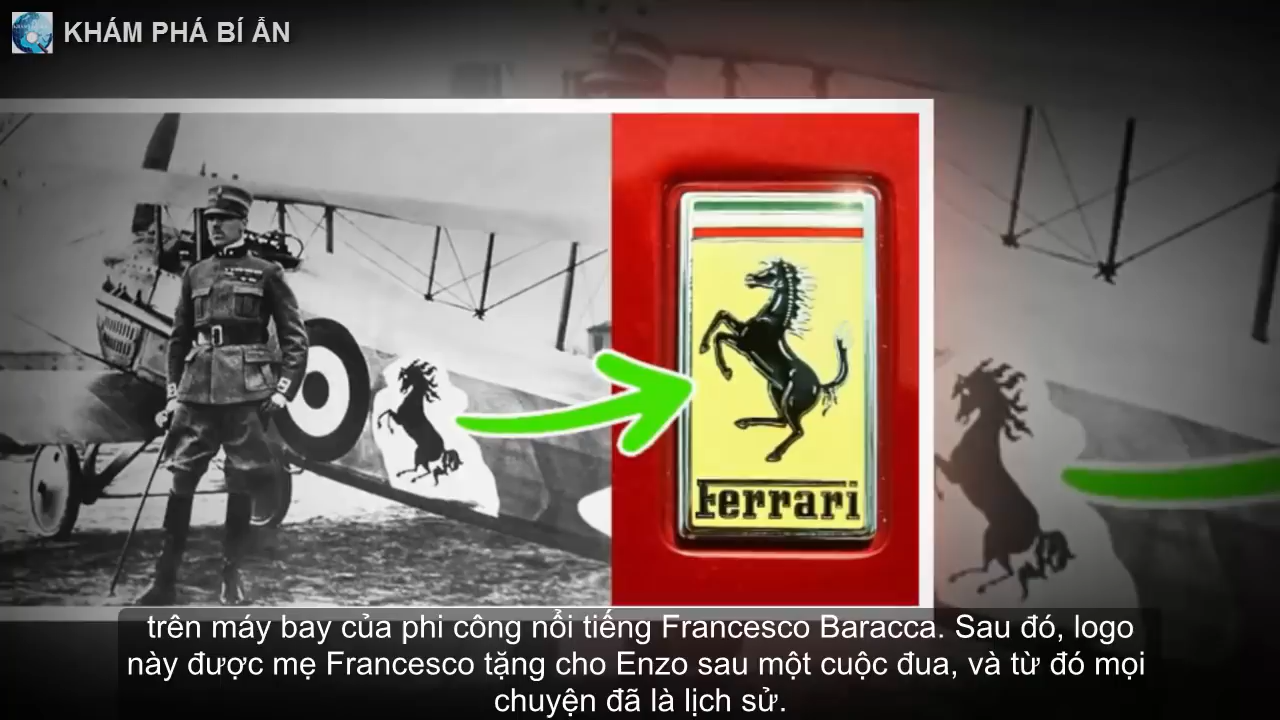 KHÁM PHÁ BÍ ẨN
Ferrari
trên máy bay của phi công nổi tiếng Francesco Baracca. Sau đó, logo
này được mẹ Francesco tặng cho Enzo sau một cuộc đua, và từ đó mọi
chuyện đã là lịch sử.